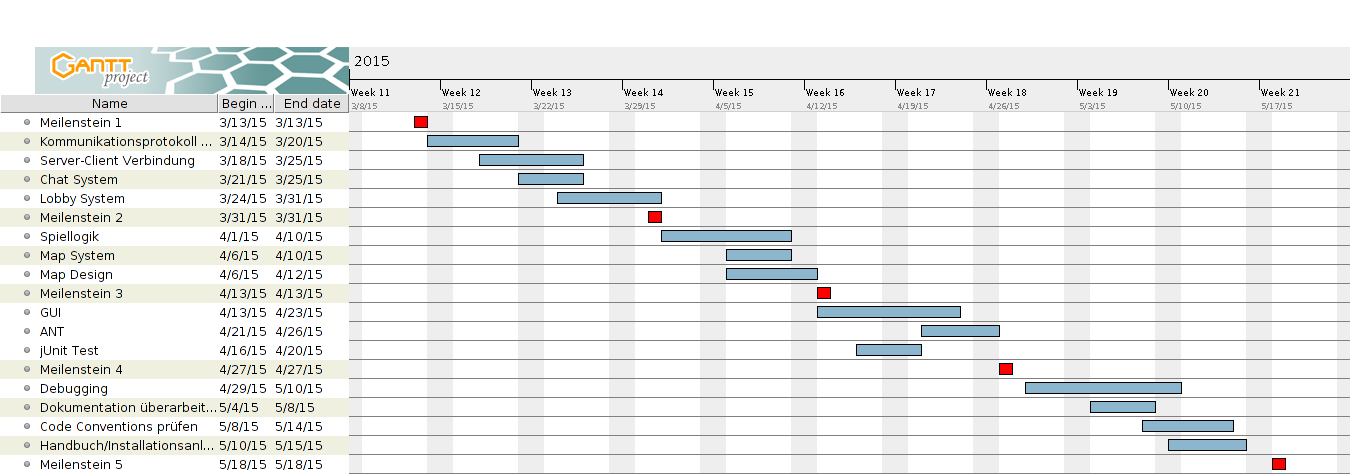 GANTT
project
2015
Week 11 Week 12 Week 13 Week 14 Week 15 Week 16 Week 17 Week 18 Week 19 Week 20 Week 21
3/8/15 3/15/15 3/22/15 3/29/15 4/5/15 4/12/15 4/19/15 4/26/15 5/3/15 5/10/15 5/17/15
Name Begin ... End date
Meilenstein 1 3/13/15 3/13/15
Kommunikationsprotokoll ... 3/14/15 3/20/15
Server-Client Verbindung 3/18/15 3/25/15
Chat System 3/21/15 3/25/15
Lobby System 3/24/15 3/31/15
Meilenstein 2 3/31/15 3/31/15
Spiellogik 4/1/15 4/10/15
Map System 4/6/15 4/10/15
Map Design 4/6/15 4/12/15
Meilenstein 3 4/13/15 4/13/15
GUI 4/13/15 4/23/15
ANT 4/21/15 4/26/15
jUnit Test 4/16/15 4/20/15
Meilenstein 4 4/27/15 4/27/15
Debugging 4/29/15 5/10/15
Dokumentation überarbeit... 5/4/15 5/8/15
Code Conventions prüfen 5/8/15 5/14/15
Handbuch/Installationsanl... 5/10/15 5/15/15
Meilenstein 5 5/18/15 5/18/15